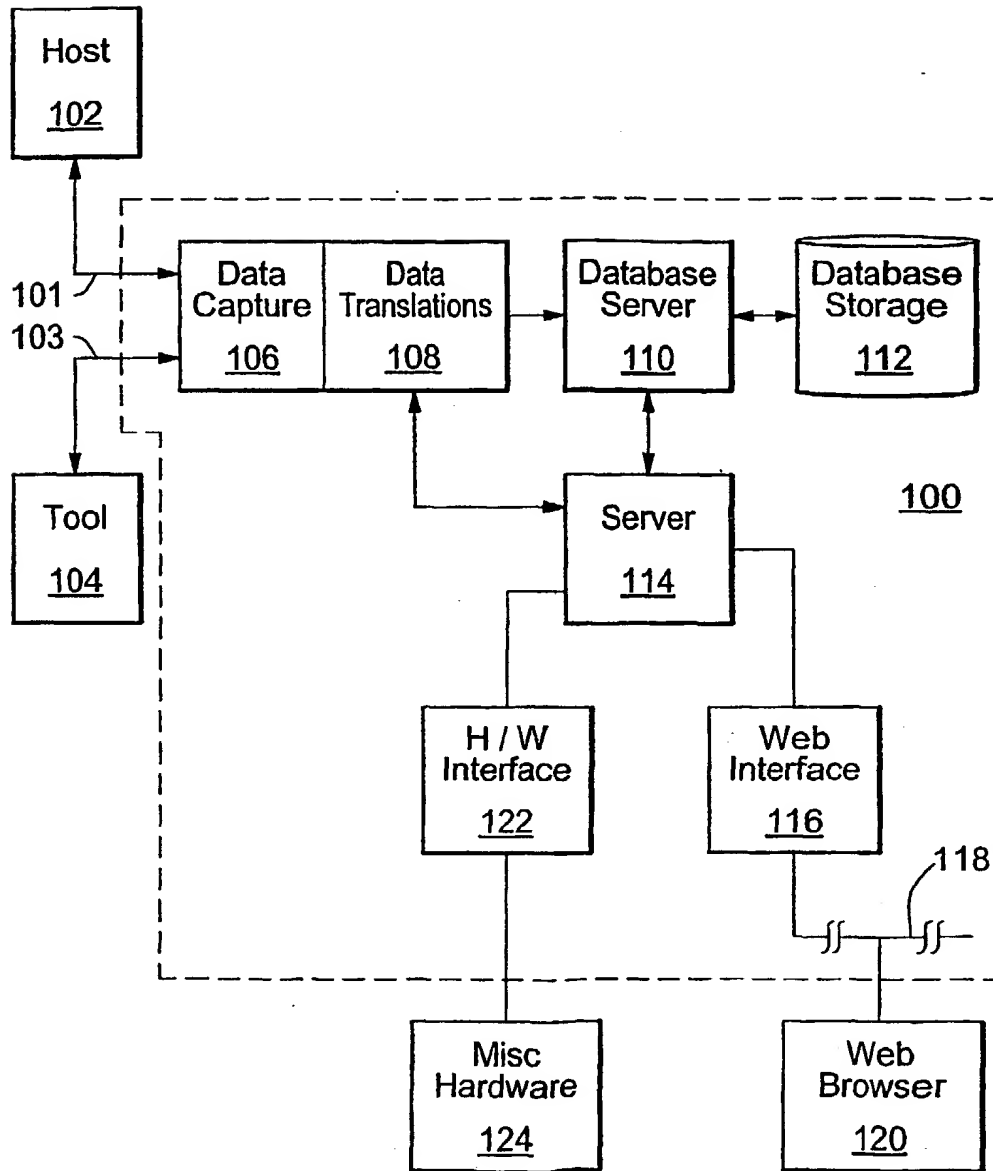 Host
102
101
103
Data
Capture
106
Data
Translations
108
Database
Server
110
Database
Storage
112
Tool
104
Server
114
100
H / W
Interface
122
Web
Interface
116
118
Misc
Hardware
124
Web
Browser
120